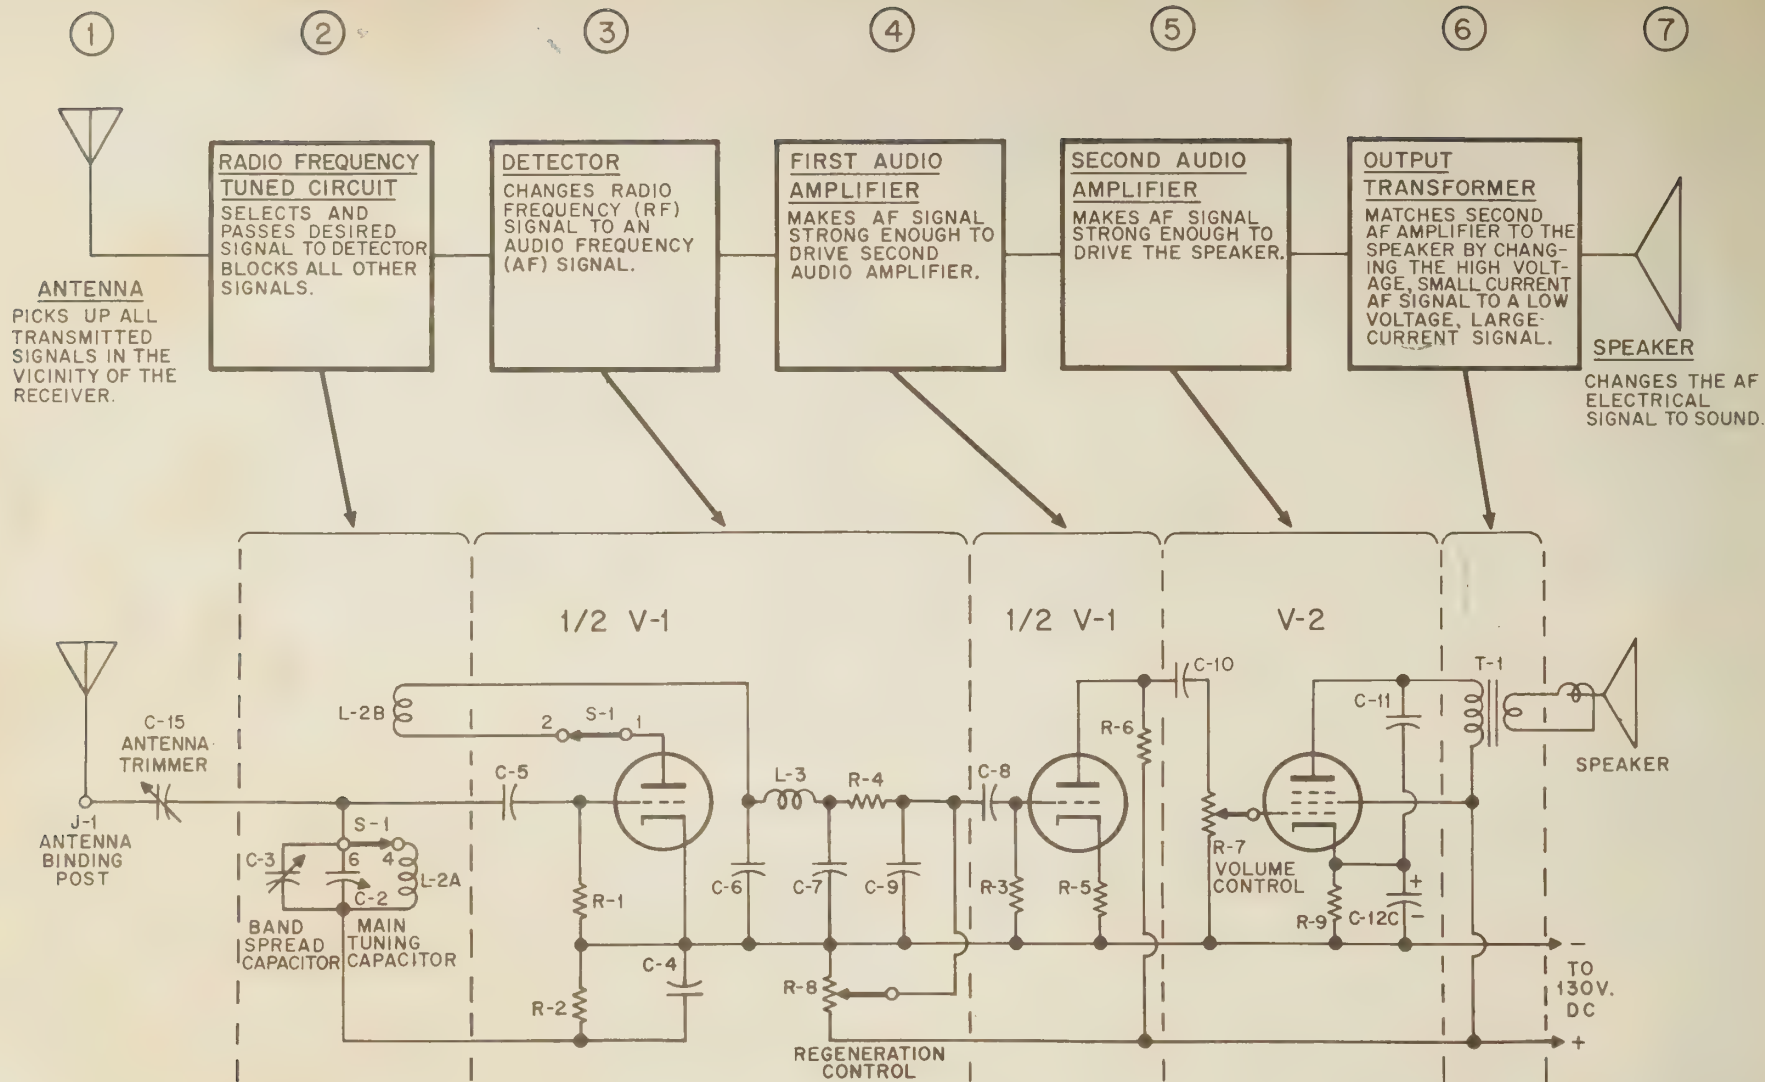 1
2
3
4
5
6
7
ANTENNA
PICKS UP ALL
TRANSMITTED
SIGNALS IN THE
VICINITY OF THE
RECEIVER.
RADIO FREQUENCY
TUNED CIRCUIT
SELECTS AND
PASSES DESIRED
SIGNAL TO DETECTOR
BLOCKS ALL OTHER
SIGNALS.
DETECTOR
CHANGES RADIO
FREQUENCY (RF)
SIGNAL TO AN
AUDIO FREQUENCY
(AF) SIGNAL.
FIRST AUDIO
AMPLIFIER
MAKES AF SIGNAL
STRONG ENOUGH TO
DRIVE SECOND
AUDIO AMPLIFIER.
SECOND AUDIO
AMPLIFIER
MAKES AF SIGNAL
STRONG ENOUGH TO
DRIVE THE SPEAKER.
OUTPUT
TRANSFORMER
MATCHES SECOND
AF AMPLIFIER TO THE
SPEAKER BY CHANG-
ING THE HIGH VOLT-
AGE, SMALL CURRENT
AF SIGNAL TO A LOW
VOLTAGE, LARGE-
CURRENT SIGNAL.
SPEAKER
CHANGES THE AF
ELECTRICAL
SIGNAL TO SOUND.
1/2 V-1
1/2 V-1
V-2
J-1
ANTENNA
BINDING
POST
C-15
ANTENNA
TRIMMER
S-1
6
4
C-3
C-2
L-2A
BAND
SPREAD
CAPACITOR
MAIN
TUNING
CAPACITOR
L-2B
2
S-1
1
C-5
R-1
R-2
C-4
L-3
R-4
C-6
C-7
C-9
R-8
REGENERATION
CONTROL
C-8
R-3
R-5
R-6
C-10
R-7
VOLUME
CONTROL
C-11
R-9
C-12C
+
−
T-1
SPEAKER
−
TO
130V.
DC
+